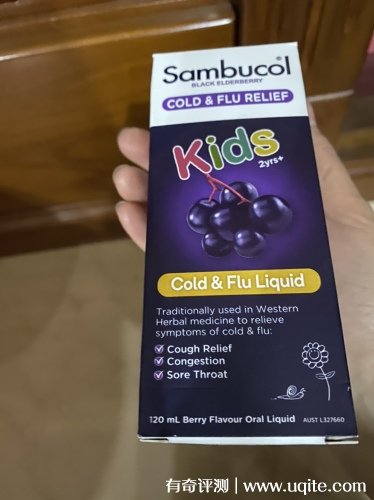 Sambucol®
BLACK ELDERBERRY
COLD & FLU RELIEF
Kids
2yrs+
Cold & Flu Liquid
Traditionally used in Western
Herbal medicine to relieve
symptoms of cold & flu:
Cough Relief
Congestion
Sore Throat
120 mL Berry Flavour Oral Liquid
AUST L327660
有奇评测 | www.uqite.com